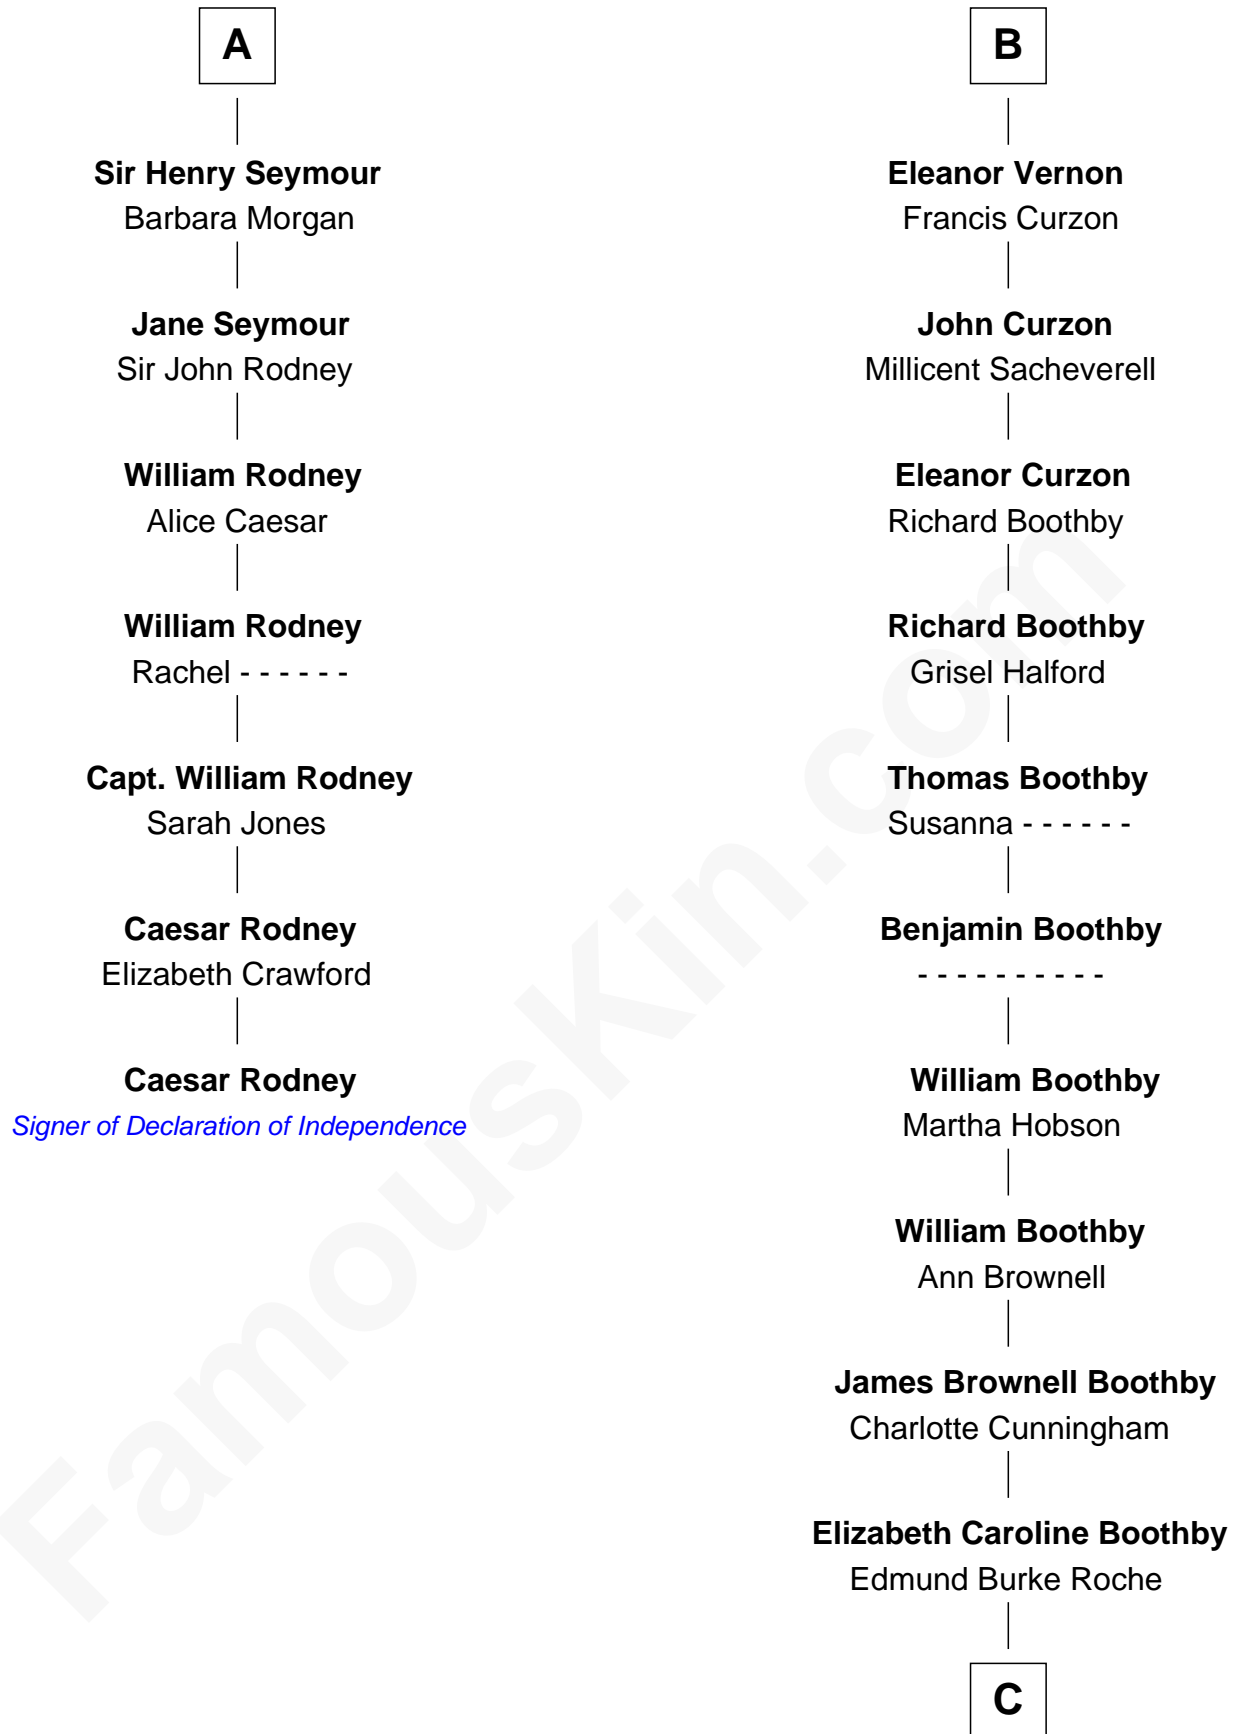 A
Sir Henry Seymour
Barbara Morgan
Jane Seymour
Sir John Rodney
William Rodney
Alice Caesar
William Rodney
Rachel - - - - - -
Capt. William Rodney
Sarah Jones
Caesar Rodney
Elizabeth Crawford
Caesar Rodney
Signer of Declaration of Independence
B
Eleanor Vernon
Francis Curzon
John Curzon
Millicent Sacheverell
Eleanor Curzon
Richard Boothby
Richard Boothby
Grisel Halford
Thomas Boothby
Susanna - - - - - -
Benjamin Boothby
- - - - - - - - - -
William Boothby
Martha Hobson
William Boothby
Ann Brownell
James Brownell Boothby
Charlotte Cunningham
Elizabeth Caroline Boothby
Edmund Burke Roche
C
FamousKin.com